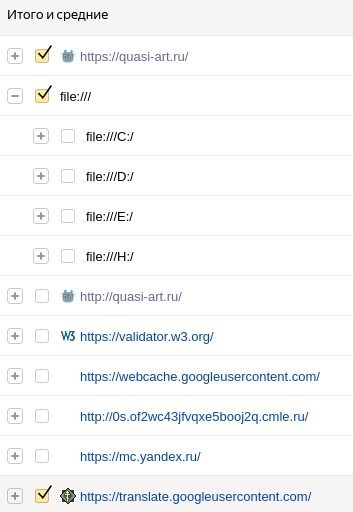 Итого и средние
https://quasi-art.ru/
file:///
file:///C:/
file:///D:/
file:///E:/
file:///H:/
http://quasi-art.ru/
W3 https://validator.w3.org/
https://webcache.googleusercontent.com/
http://0s.of2wc43jfvqxe5booj2q.cmle.ru/
https://mc.yandex.ru/
https://translate.googleusercontent.com/